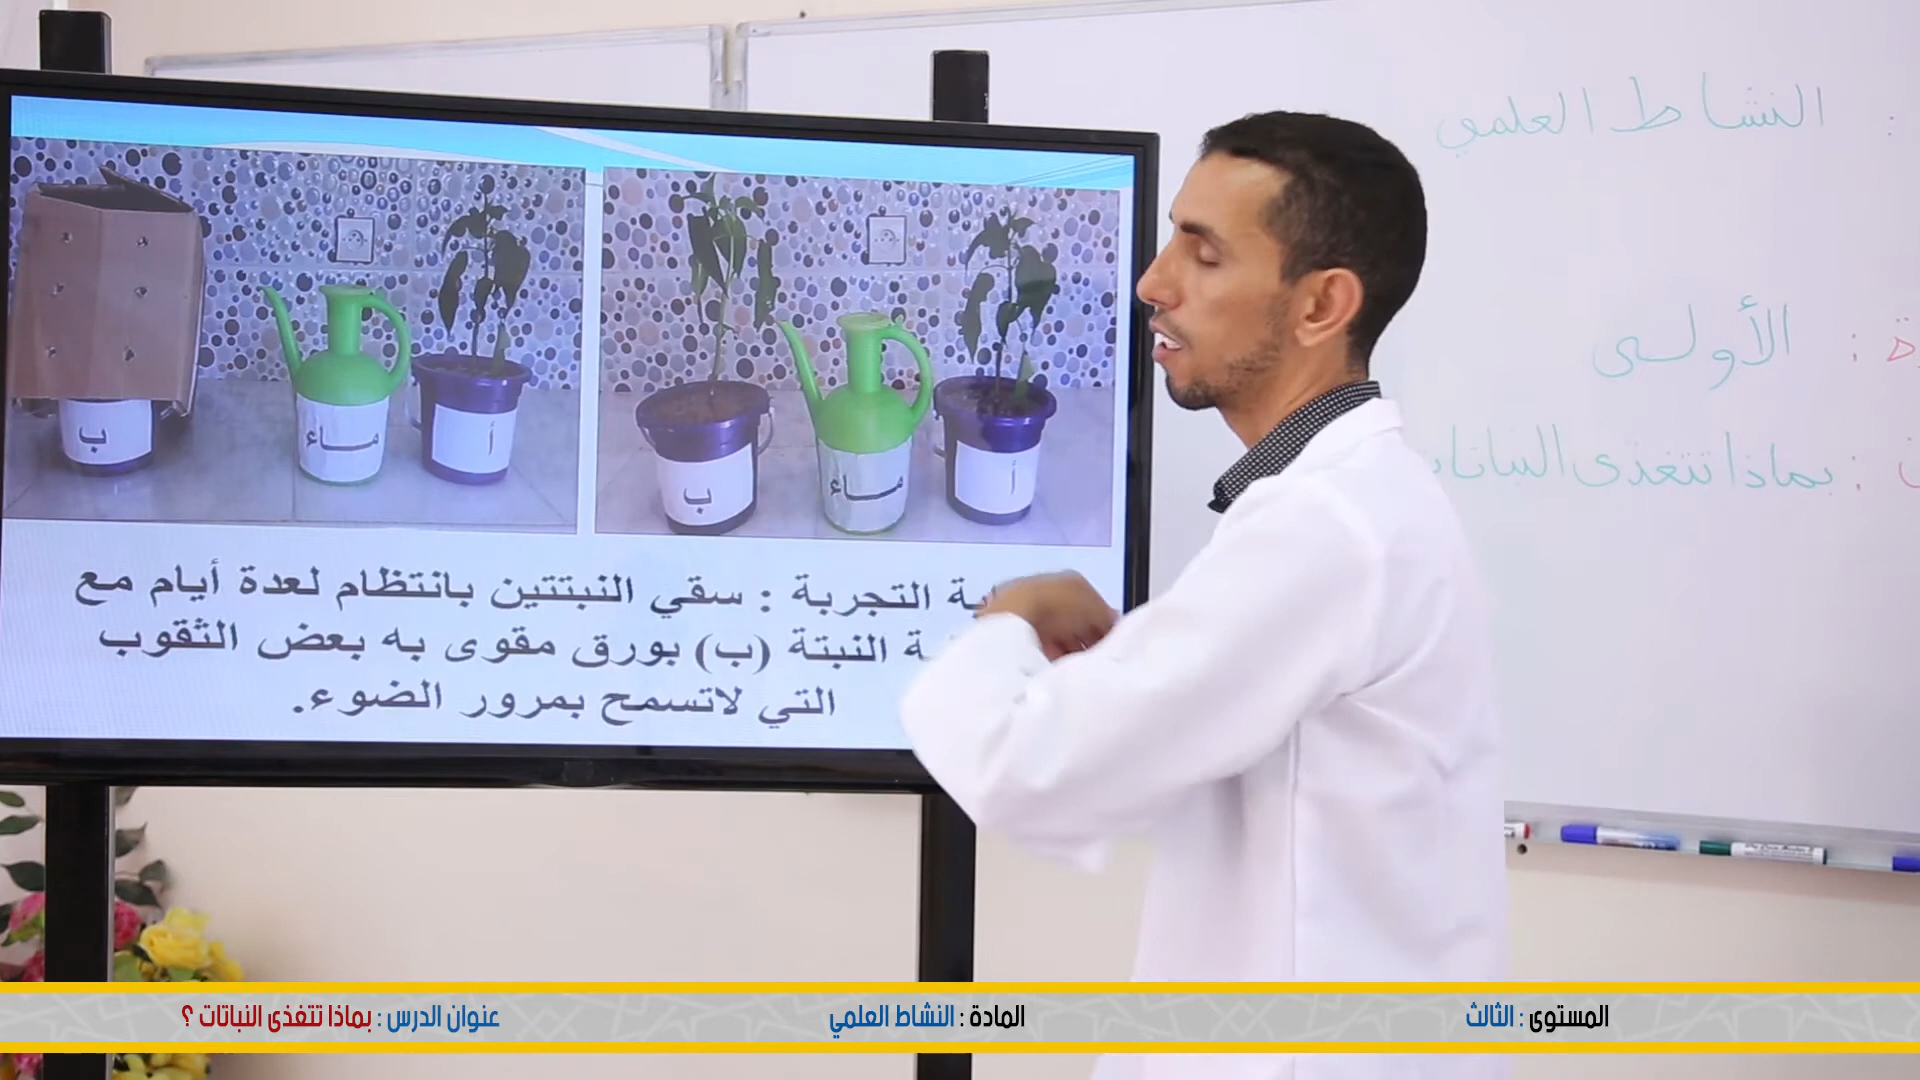 النشاط العلمي
الأولى :
بماذا تتغذى النباتات :
ب
ماء
أ
ب
ماء
أ
التجربة : سقي النبتتين بانتظام لعدة أيام مع
النبتة (ب) بورق مقوى به بعض الثقوب
التي لاتسمح بمرور الضوء.
المستوى : الثالث
المادة : النشاط العلمي
عنوان الدرس : بماذا تتغذى النباتات ؟